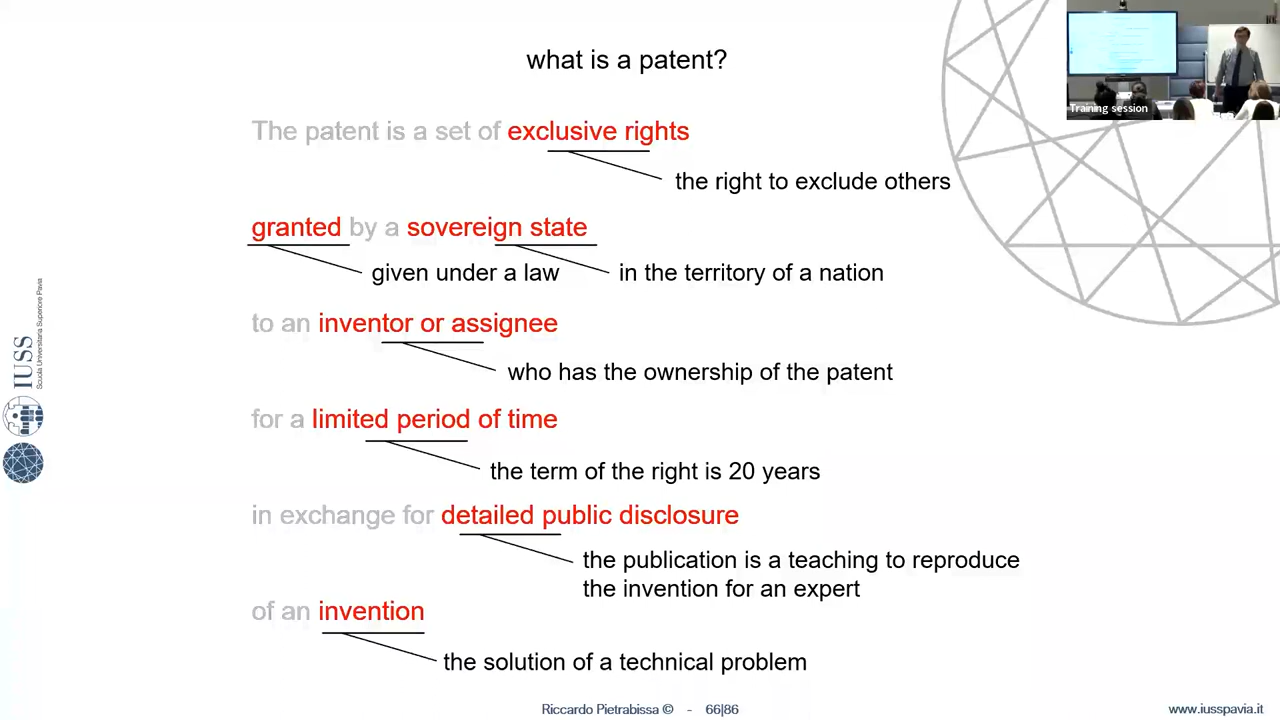 what is a patent?
Training session
The patent is a set of exclusive rights
the right to exclude others
granted by a sovereign state
given under a law
in the territory of a nation
to an inventor or assignee
who has the ownership of the patent
for a limited period of time
the term of the right is 20 years
in exchange for detailed public disclosure
the publication is a teaching to reproduce
the invention for an expert
of an invention
the solution of a technical problem
IUSS
Scuola Universitaria Superiore Pavia
Riccardo Pietrabissa © - 66|86
www.iusspavia.it